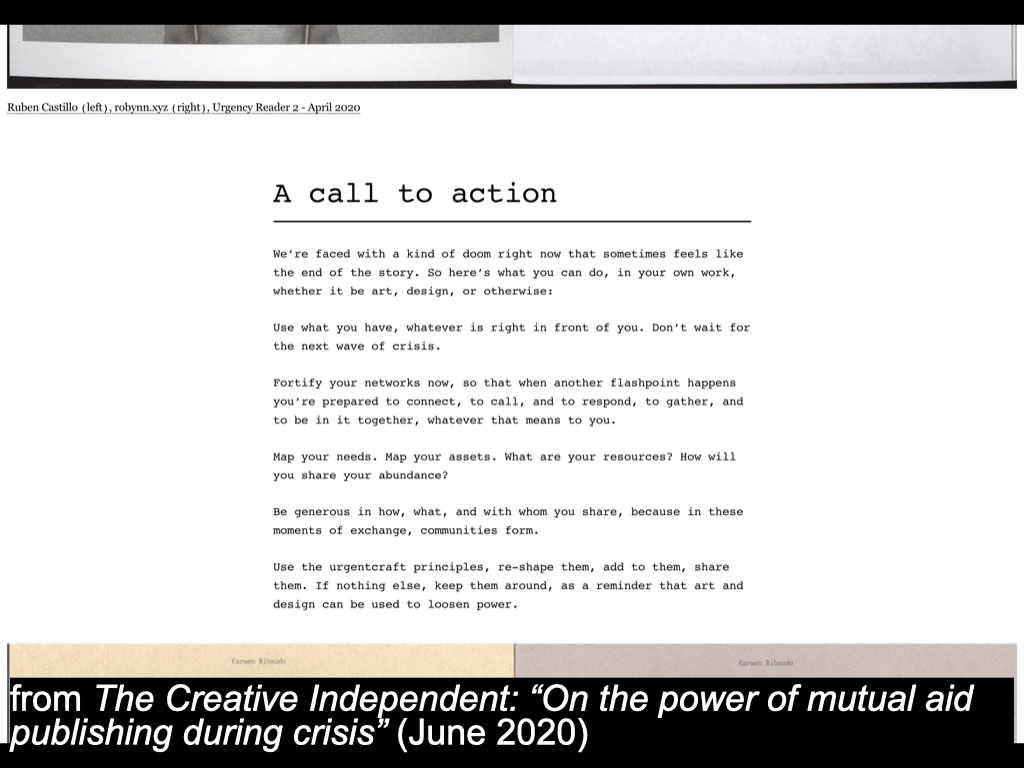 Ruben Castillo (left), robynn.xyz (right), Urgency Reader 2 - April 2020
A call to action
We’re faced with a kind of doom right now that sometimes feels like
the end of the story. So here’s what you can do, in your own work,
whether it be art, design, or otherwise:
Use what you have, whatever is right in front of you. Don’t wait for
the next wave of crisis.
Fortify your networks now, so that when another flashpoint happens
you’re prepared to connect, to call, and to respond, to gather, and
to be in it together, whatever that means to you.
Map your needs. Map your assets. What are your resources? How will
you share your abundance?
Be generous in how, what, and with whom you share, because in these
moments of exchange, communities form.
Use the urgentcraft principles, re-shape them, add to them, share
them. If nothing else, keep them around, as a reminder that art and
design can be used to loosen power.
Carmen Ribaudo Carmen Ribaudo
from The Creative Independent: “On the power of mutual aid
publishing during crisis” (June 2020)